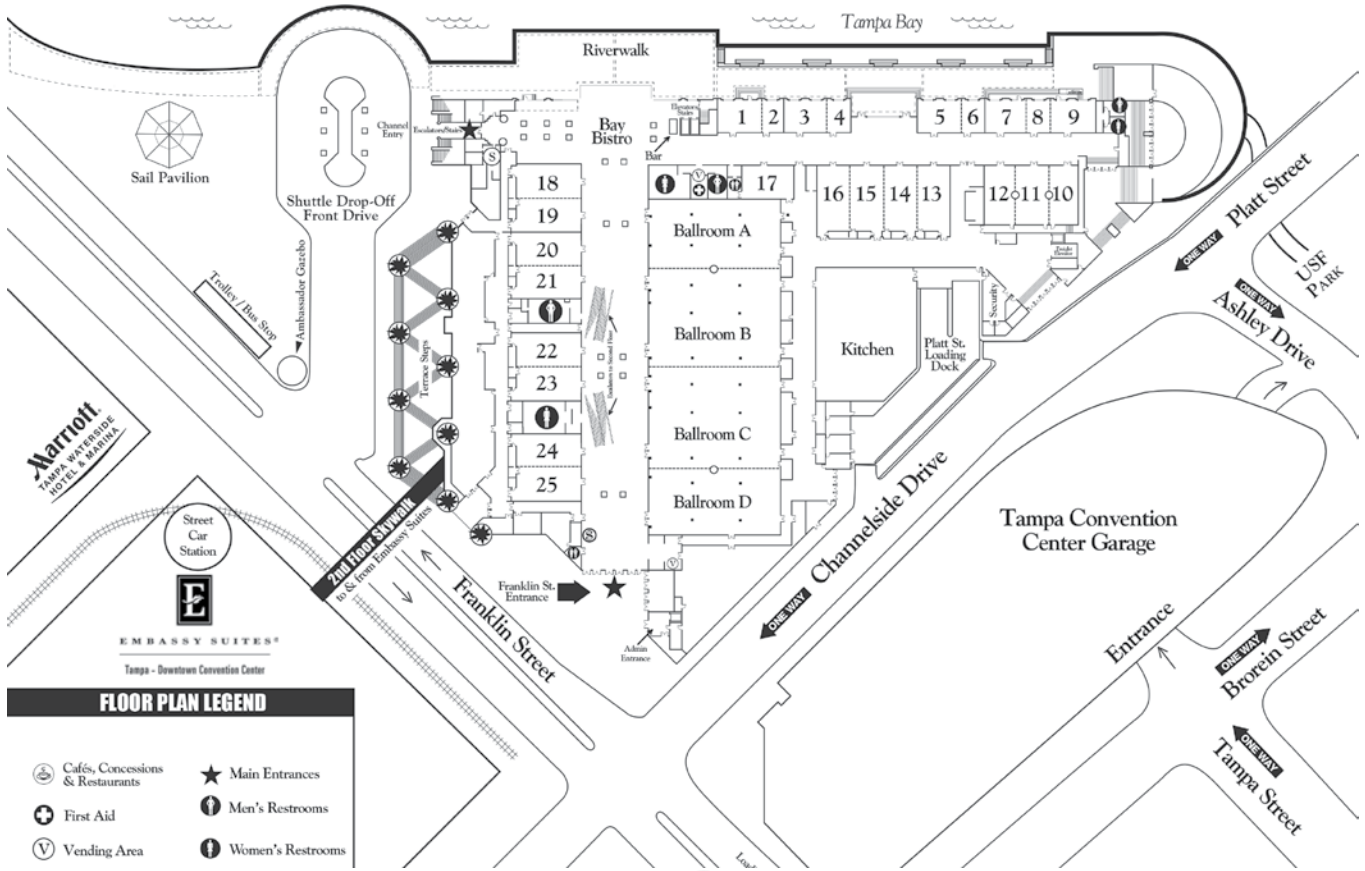 Tampa Bay
Riverwalk
Sail Pavilion
Channel
Entry
Escalators/Stairs
Bay
Bistro
Elevators/
Stairs
Bar
1
2
3
4
5
6
7
8
9
S
V
17
16
15
14
13
12
11
10
18
19
20
21
22
23
24
25
Shuttle Drop-Off
Front Drive
Ambassador Gazebo
Trolley / Bus Stop
Terrace Steps
Escalators to Second Floor
Ballroom A
Ballroom B
Ballroom C
Ballroom D
Kitchen
Platt St.
Loading
Dock
Security
Platt Street
ONE WAY
USF
PARK
ONE WAY
Ashley Drive
Marriott
TAMPA WATERSIDE
HOTEL & MARINA
Street
Car
Station
2nd Floor Skywalk
to & from Embassy Suites
Franklin Street
Franklin St.
Entrance
V
Admin
Entrance
ONE WAY
Channelside Drive
Tampa Convention
Center Garage
Entrance
ONE WAY
Brorein Street
ONE WAY
Tampa Street
E
EMBASSY SUITES®
Tampa - Downtown Convention Center
FLOOR PLAN LEGEND
Cafés, Concessions
& Restaurants
Main Entrances
First Aid
Men's Restrooms
V
Vending Area
Women's Restrooms